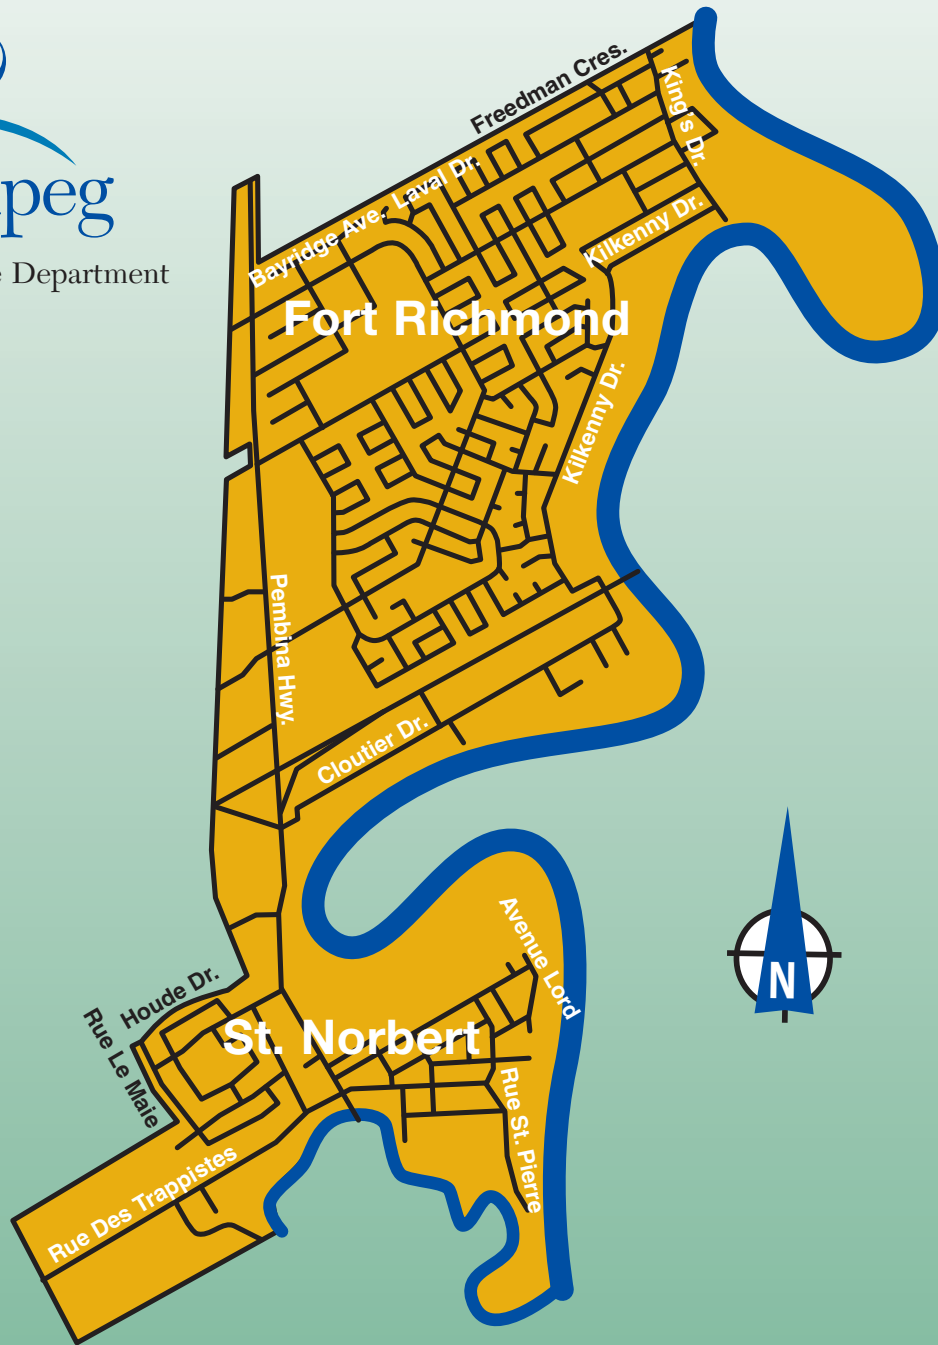 Freedman Cres.
King's Dr.
peg
Department
Bayridge Ave.
Laval Dr.
Kilkenny Dr.
Fort Richmond
Kilkenny Dr.
Pembina Hwy.
Cloutier Dr.
Avenue Lord
N
Houde Dr.
Rue Le Maie
St. Norbert
Rue St. Pierre
Rue Des Trappistes